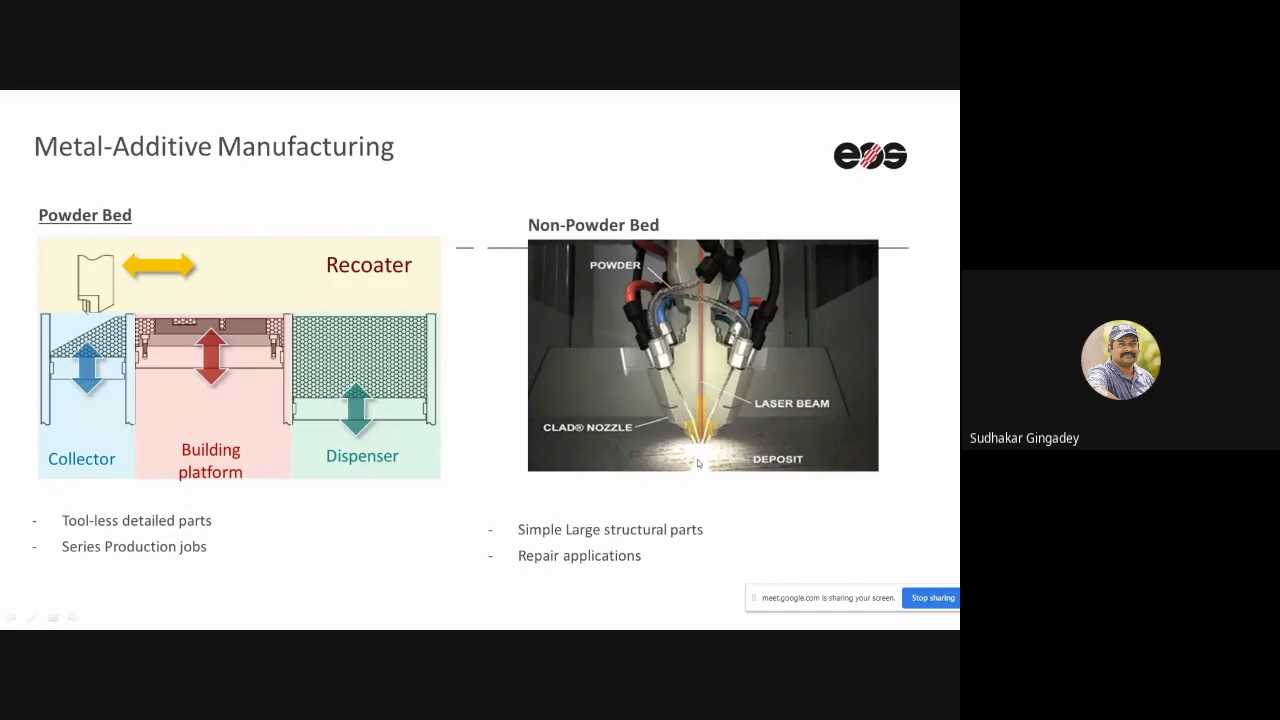 Metal-Additive Manufacturing
eos
Powder Bed
Non-Powder Bed
Recoater
Collector
Building
platform
Dispenser
POWDER
LASER BEAM
CLAD® NOZZLE
DEPOSIT
- Tool-less detailed parts
- Series Production jobs
- Simple Large structural parts
- Repair applications
meet.google.com is sharing your screen.
Stop sharing
Sudhakar Gingadey